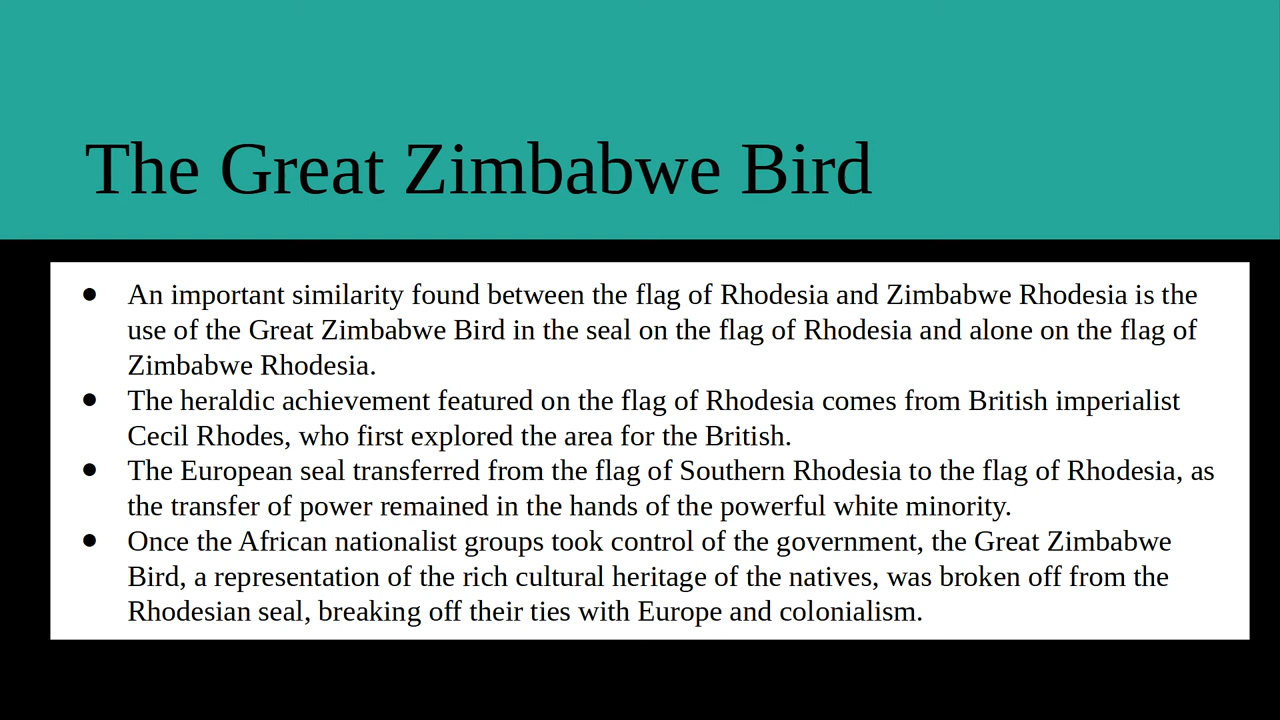 The Great Zimbabwe Bird
● An important similarity found between the flag of Rhodesia and Zimbabwe Rhodesia is the
use of the Great Zimbabwe Bird in the seal on the flag of Rhodesia and alone on the flag of
Zimbabwe Rhodesia.
● The heraldic achievement featured on the flag of Rhodesia comes from British imperialist
Cecil Rhodes, who first explored the area for the British.
● The European seal transferred from the flag of Southern Rhodesia to the flag of Rhodesia, as
the transfer of power remained in the hands of the powerful white minority.
● Once the African nationalist groups took control of the government, the Great Zimbabwe
Bird, a representation of the rich cultural heritage of the natives, was broken off from the
Rhodesian seal, breaking off their ties with Europe and colonialism.